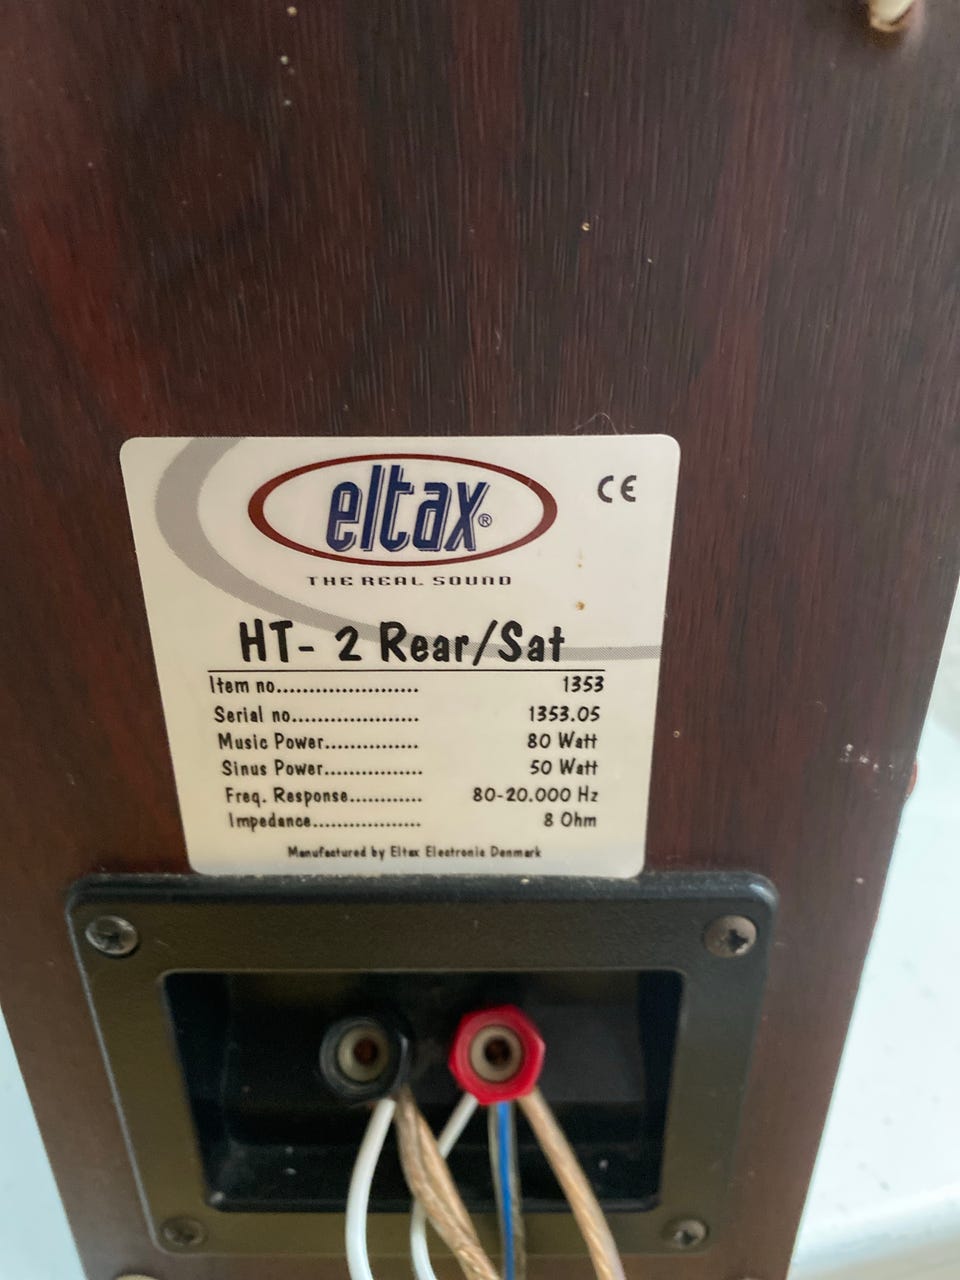 eltax®
CE
THE REAL SOUND
HT- 2 Rear/Sat
Item no...................... 1353
Serial no.................... 1353.05
Music Power............... 80 Watt
Sinus Power................ 50 Watt
Freq. Response............ 80-20.000 Hz
Impedance.................. 8 Ohm
Manufactured by Eltax Electronic Denmark